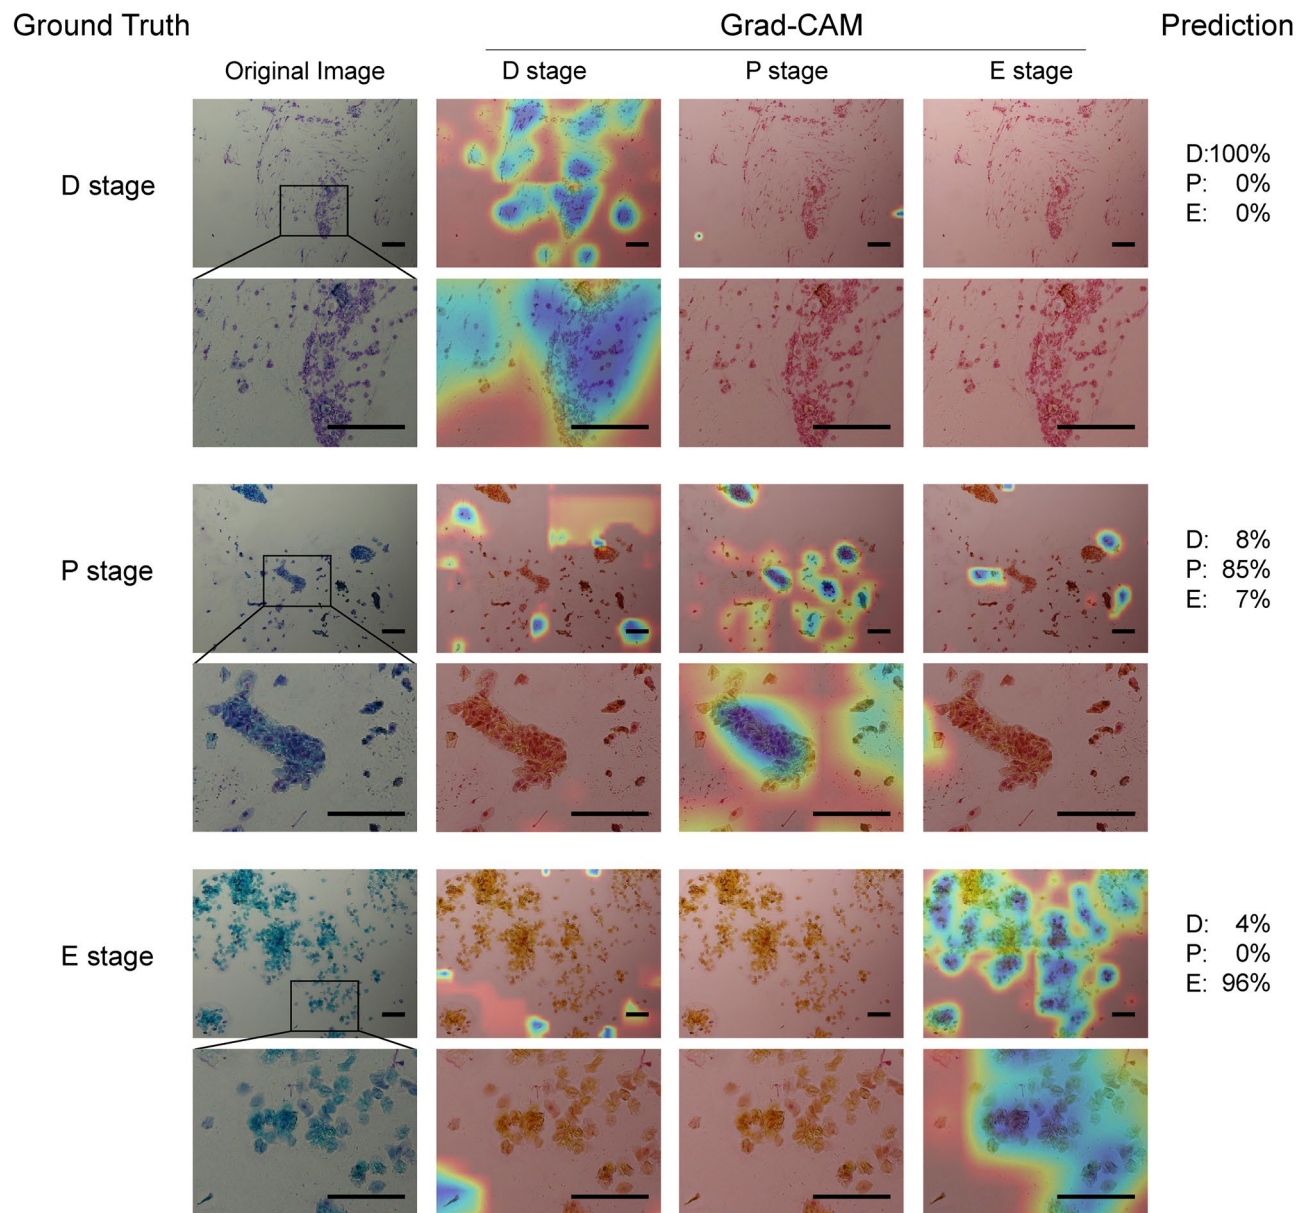 Ground Truth
Grad-CAM
Prediction
Original Image
D stage
P stage
E stage
D stage
D:100%
P: 0%
E: 0%
P stage
D: 8%
P: 85%
E: 7%
E stage
D: 4%
P: 0%
E: 96%